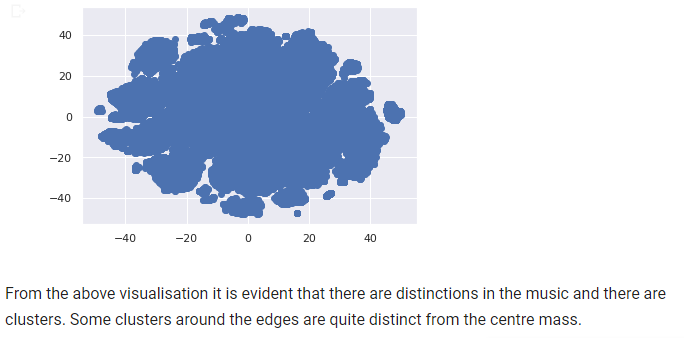 40
20
0
−20
−40
−40 −20 0 20 40
From the above visualisation it is evident that there are distinctions in the music and there are
clusters. Some clusters around the edges are quite distinct from the centre mass.